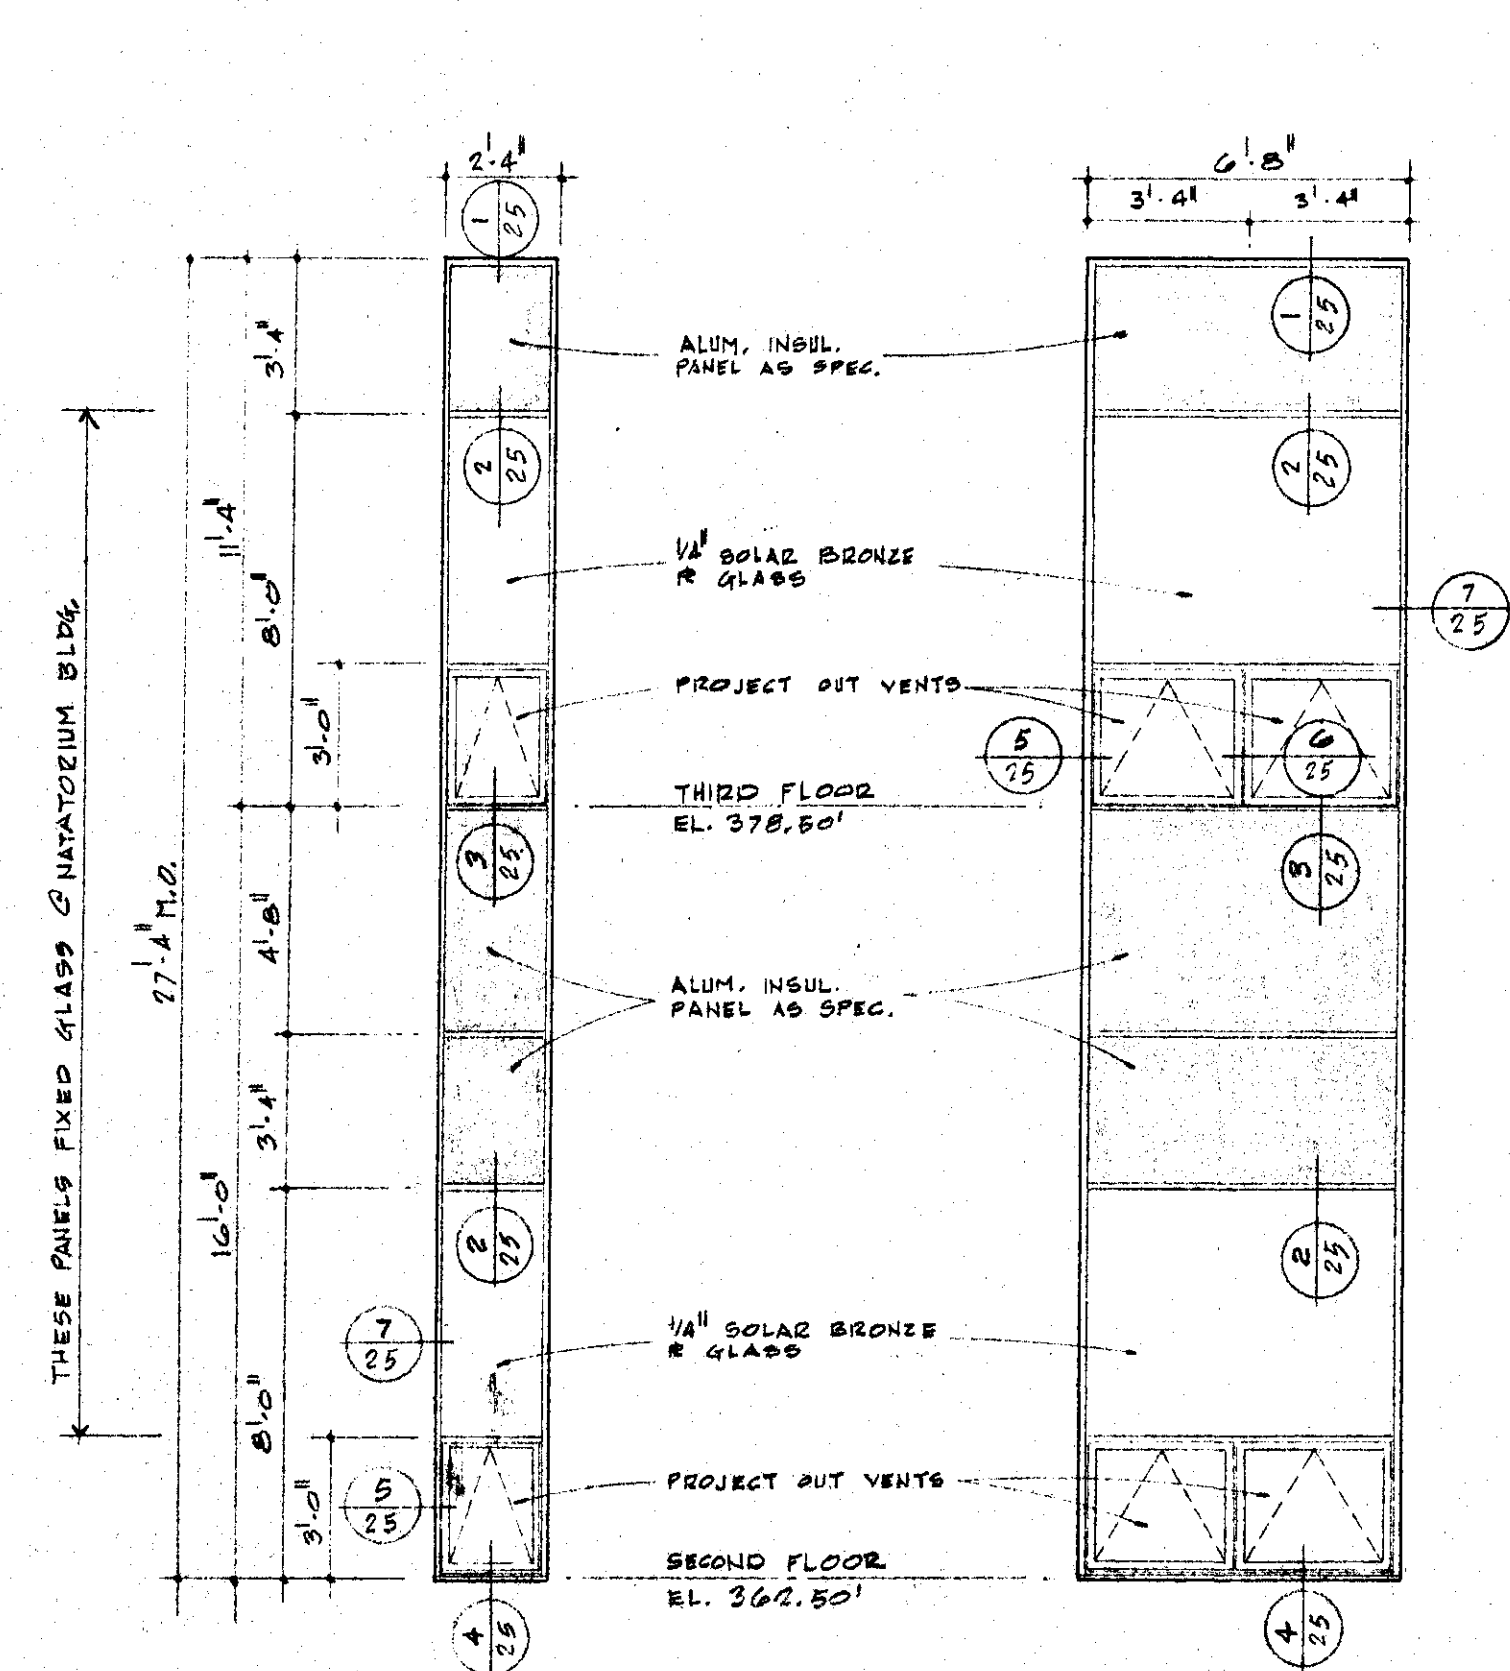 2'-4"
6'-8"
3'-4"
3'-4"
1
25
1
25
3'-4"
ALUM. INSUL.
PANEL AS SPEC.
2
25
2
25
11'-4"
8'-0"
1/4" SOLAR BRONZE
GLASS
7
25
THESE PANELS FIXED GLASS @ NATATORIUM BLDG.
3'-0"
PROJECT OUT VENTS
5
25
6
25
THIRD FLOOR
EL. 378.50'
3
25
3
25
27'-4" M.O.
4'-8"
ALUM. INSUL.
PANEL AS SPEC.
3'-4"
16'-0"
2
25
2
25
7
25
1/4" SOLAR BRONZE
GLASS
8'-0"
3'-0"
5
25
PROJECT OUT VENTS
SECOND FLOOR
EL. 362.50'
4
25
4
25